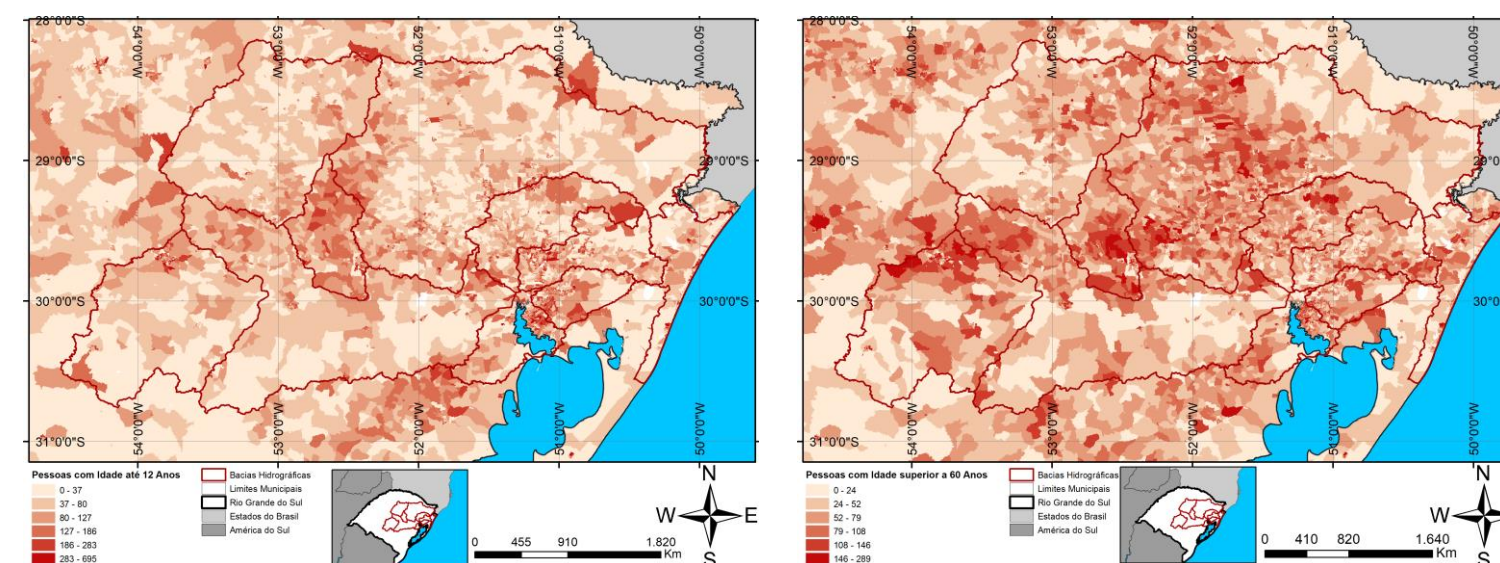 28°0'0"S
54°0'0"W
53°0'0"W
52°0'0"W
51°0'0"W
50°0'0"W
29°0'0"S
29°0'0"S
30°0'0"S
30°0'0"S
31°0'0"S
54°0'0"W
53°0'0"W
52°0'0"W
51°0'0"W
50°0'0"W
Pessoas com Idade até 12 Anos
0 - 37
37 - 80
80 - 127
127 - 186
186 - 283
283 - 695
Bacias Hidrográficas
Limites Municipais
Rio Grande do Sul
Estados do Brasil
América do Sul
N
W
E
S
0 455 910 1.820
Km
28°0'0"S
54°0'0"W
53°0'0"W
52°0'0"W
51°0'0"W
50°0'0"W
29°0'0"S
29°0'0"S
30°0'0"S
30°0
31°0'0"S
54°0'0"W
53°0'0"W
52°0'0"W
51°0'0"W
50°0'0"W
Pessoas com Idade superior a 60 Anos
0 - 24
24 - 52
52 - 79
79 - 108
108 - 146
146 - 289
Bacias Hidrográficas
Limites Municipais
Rio Grande do Sul
Estados do Brasil
América do Sul
N
W
S
0 410 820 1.640
Km